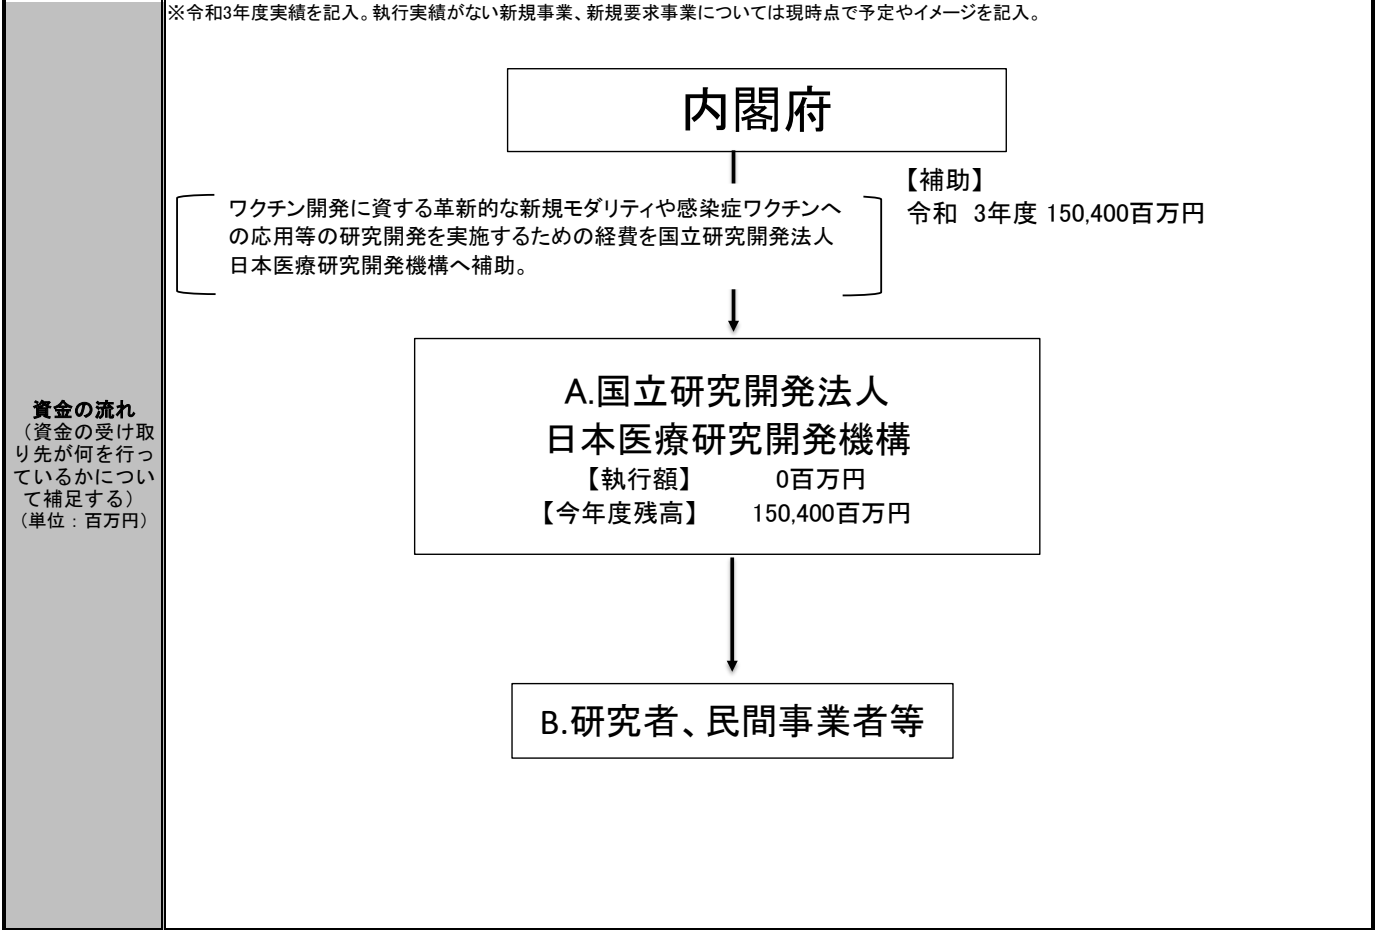 ※令和3年度実績を記入。執行実績がない新規事業、新規要求事業については現時点で予定やイメージを記入。
内閣府
【補助】
令和　3年度 150,400百万円
ワクチン開発に資する革新的な新規モダリティや感染症ワクチンへ
の応用等の研究開発を実施するための経費を国立研究開発法人
日本医療研究開発機構へ補助。
資金の流れ
（資金の受け取
り先が何を行っ
ているかについ
て補足する）
（単位：百万円）
A.国立研究開発法人
日本医療研究開発機構
【執行額】　　　0百万円
【今年度残高】　150,400百万円
B.研究者、民間事業者等